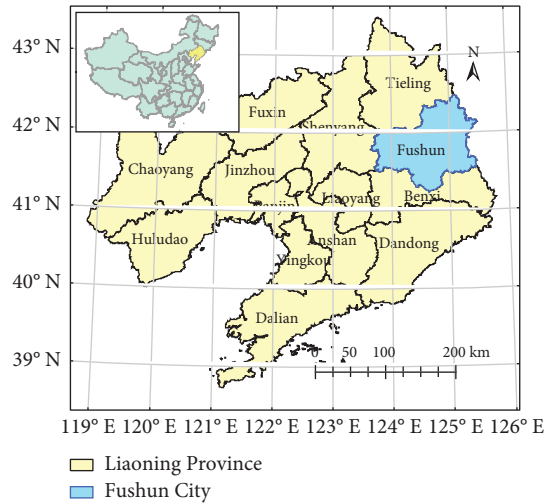 43° N
42° N
41° N
40° N
39° N
N
Tieling
Fuxin
Shenyang
Fushun
Chaoyang
Jinzhou
Benxi
Liaoyang
Panjin
Huludao
Anshan
Dandong
Yingkou
Dalian
0 50 100 200 km
119° E 120° E 121° E 122° E 123° E 124° E 125° E 126° E
Liaoning Province
Fushun City